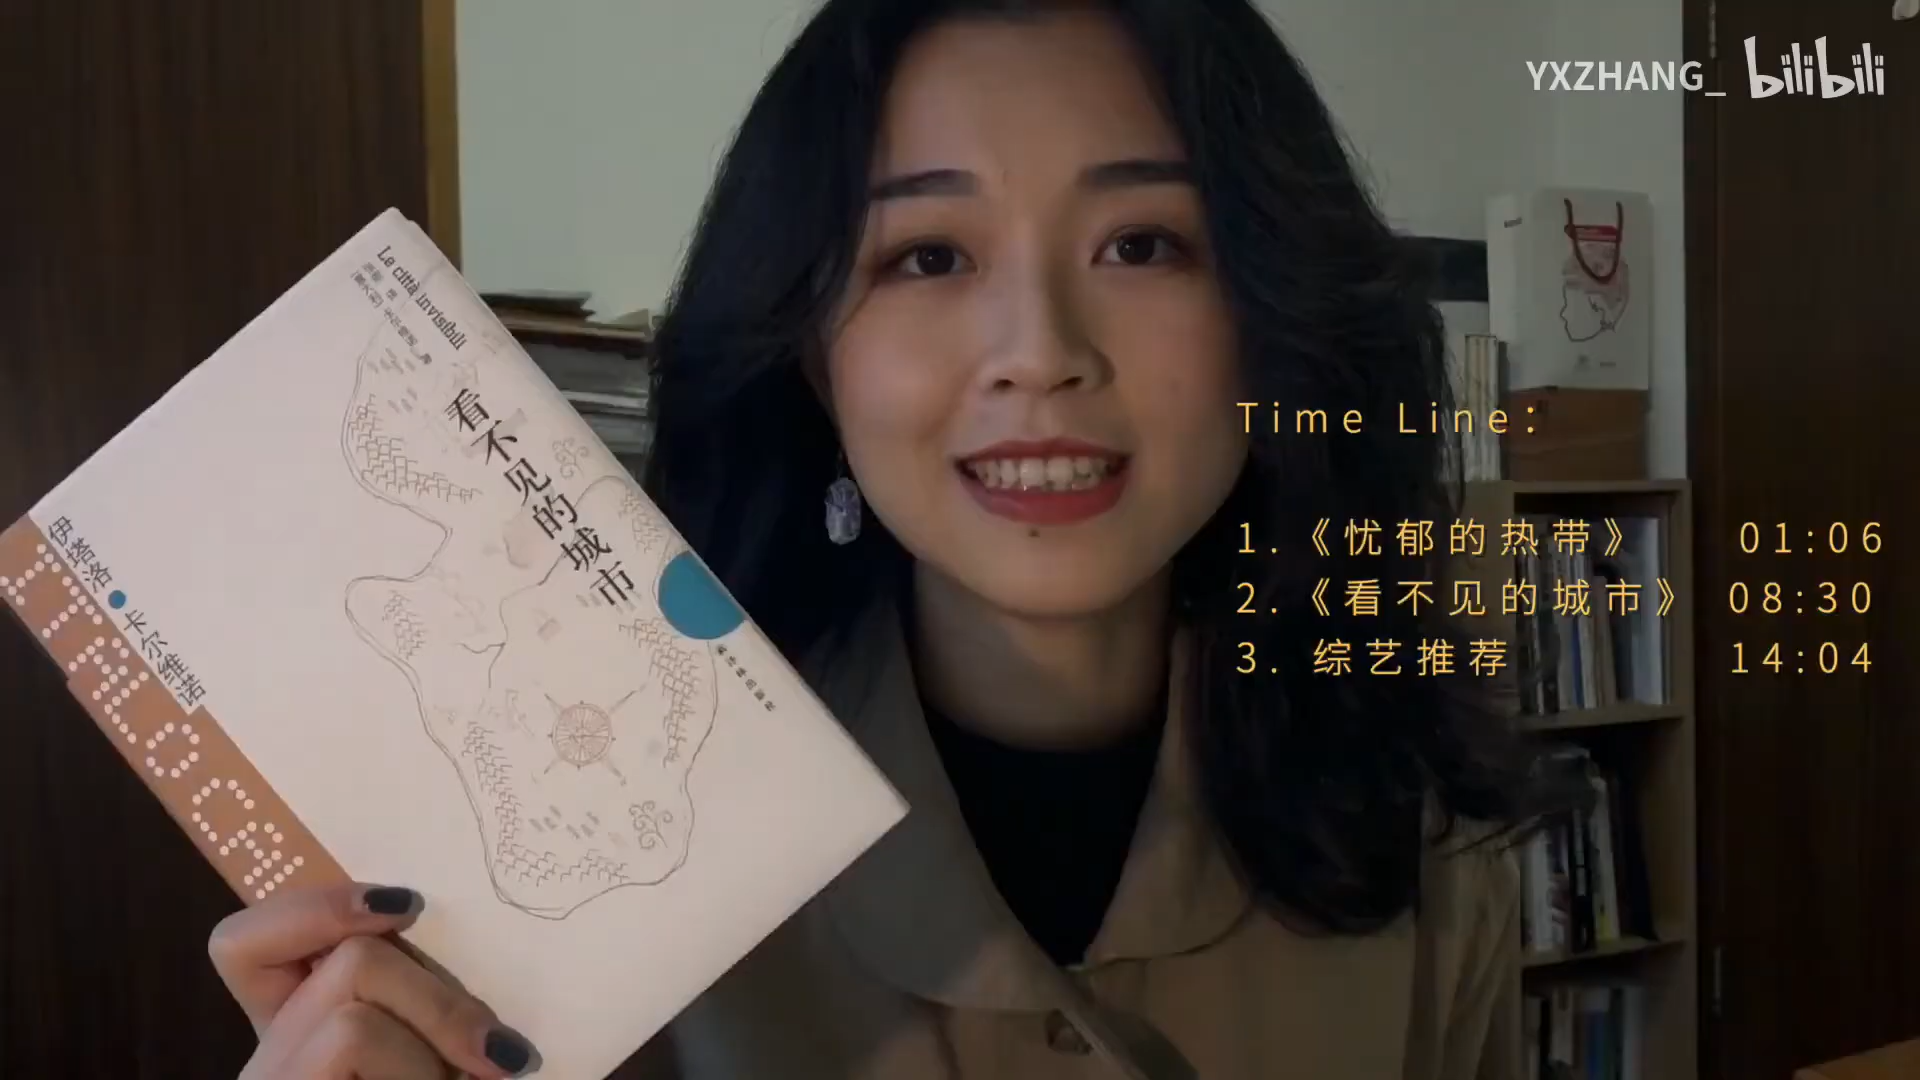 YXZHANG_ bilibili
Le città invisibili
看不见的城市
伊塔洛·卡尔维诺
Time Line:
1.《忧郁的热带》 01:06
2.《看不见的城市》 08:30
3. 综艺推荐 14:04